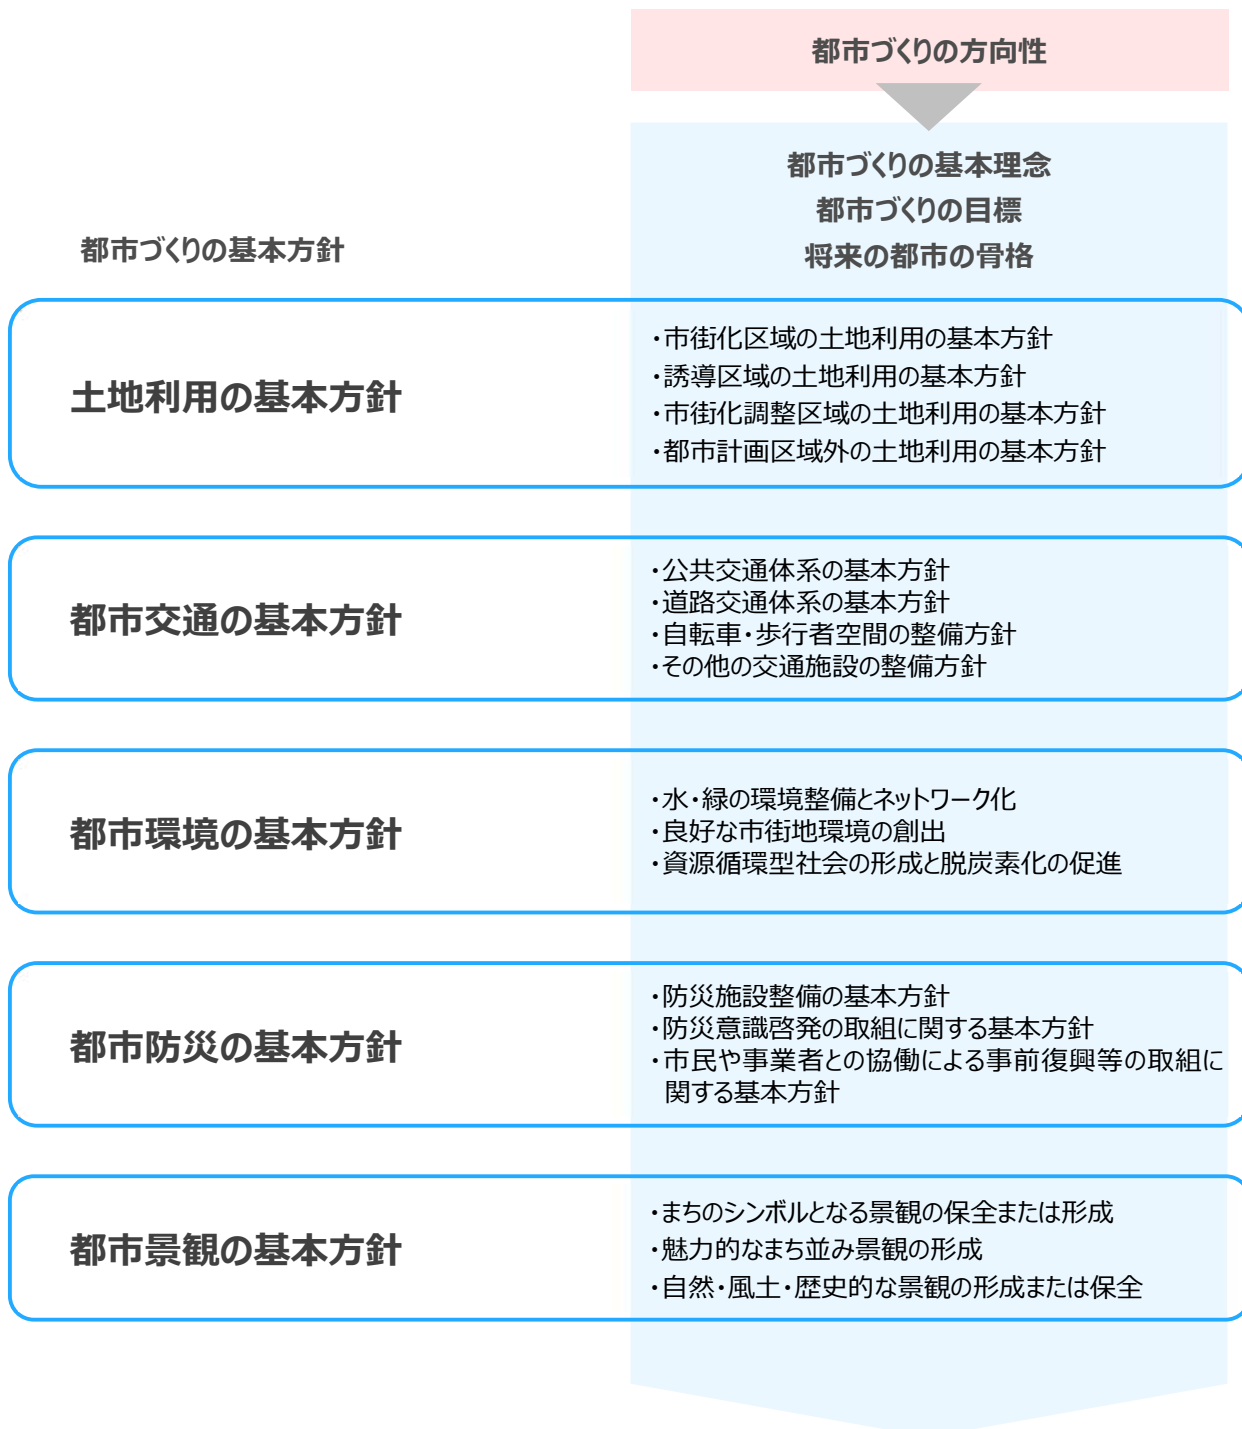 都市づくりの方向性
都市づくりの基本理念
都市づくりの目標
将来の都市の骨格
都市づくりの基本方針
土地利用の基本方針
・市街化区域の土地利用の基本方針
・誘導区域の土地利用の基本方針
・市街化調整区域の土地利用の基本方針
・都市計画区域外の土地利用の基本方針
都市交通の基本方針
・公共交通体系の基本方針
・道路交通体系の基本方針
・自転車・歩行者空間の整備方針
・その他の交通施設の整備方針
都市環境の基本方針
・水・緑の環境整備とネットワーク化
・良好な市街地環境の創出
・資源循環型社会の形成と脱炭素化の促進
都市防災の基本方針
・防災施設整備の基本方針
・防災意識啓発の取組に関する基本方針
・市民や事業者との協働による事前復興等の取組に
関する基本方針
都市景観の基本方針
・まちのシンボルとなる景観の保全または形成
・魅力的なまち並み景観の形成
・自然・風土・歴史的な景観の形成または保全